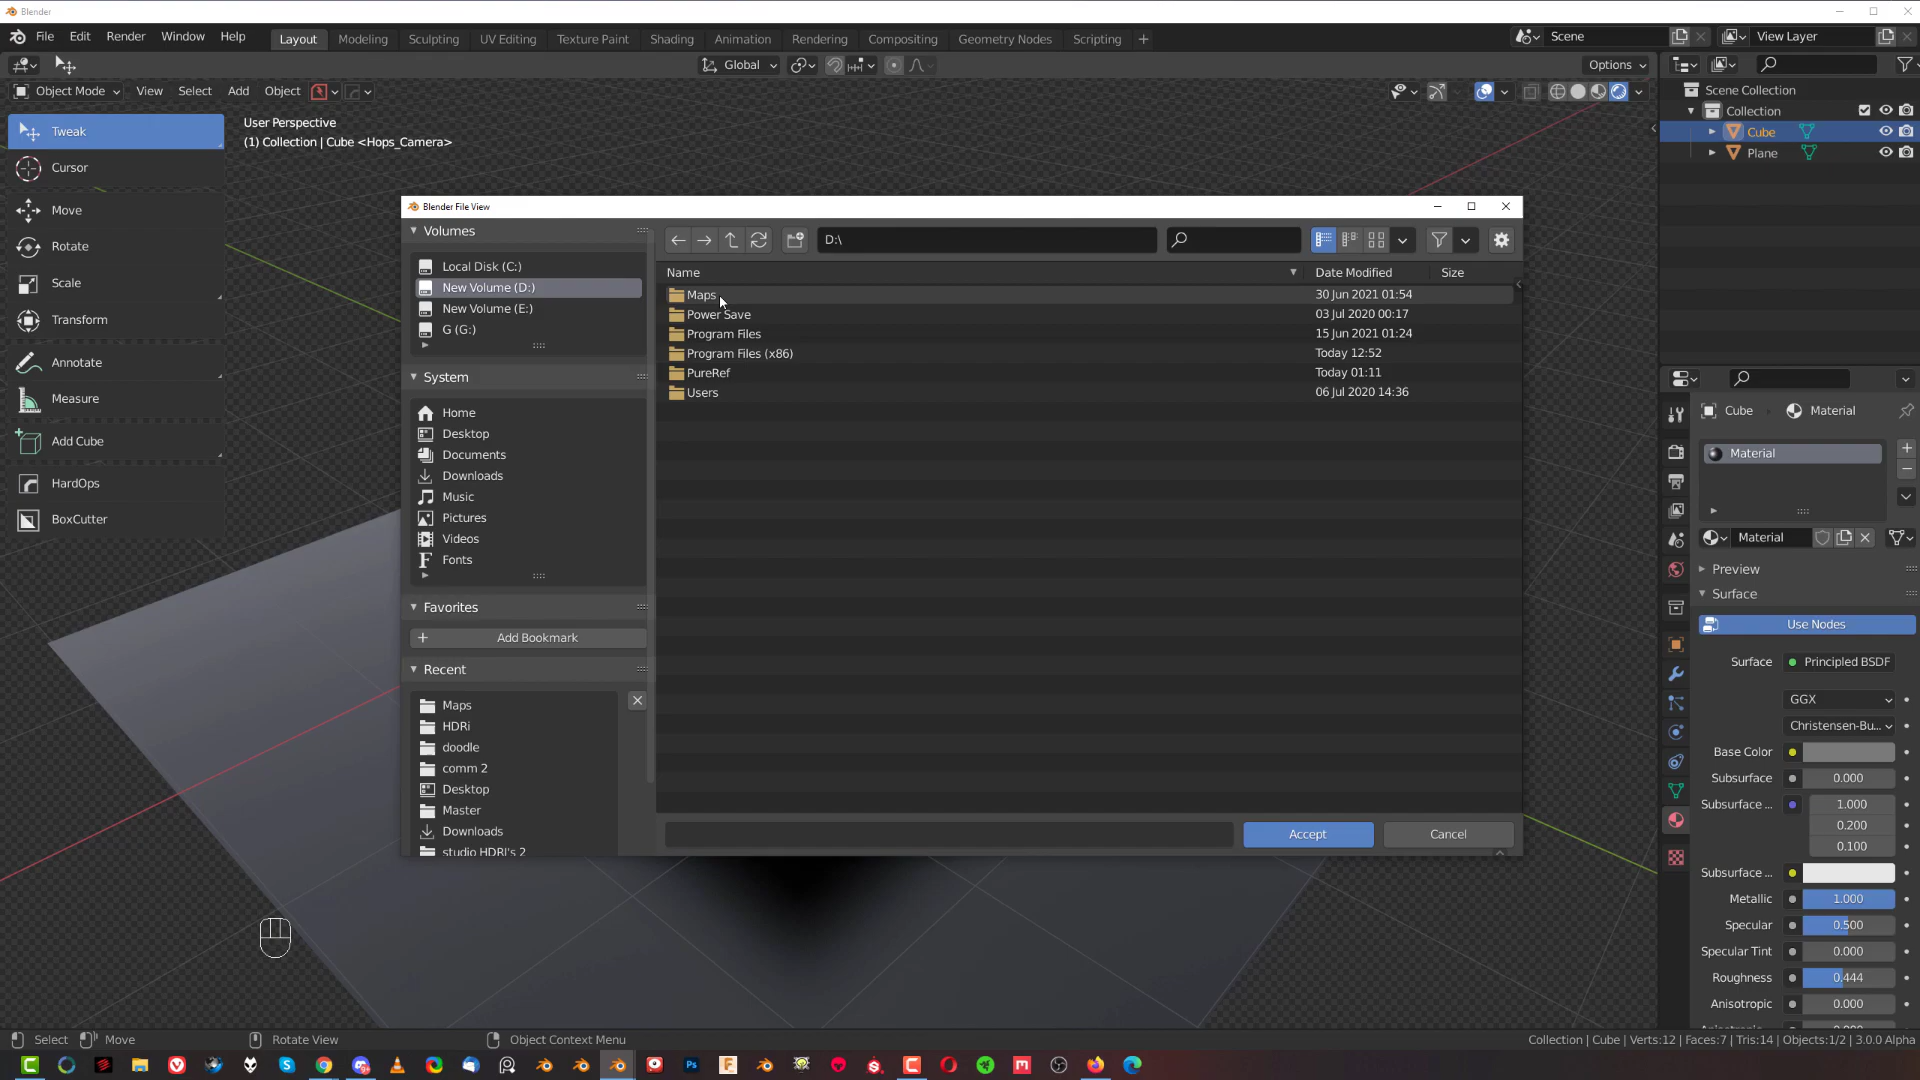 Blender
File Edit Render Window Help Layout Modeling Sculpting UV Editing Texture Paint Shading Animation Rendering Compositing Geometry Nodes Scripting + Scene View Layer
Global Options
Object Mode View Select Add Object
User Perspective
(1) Collection | Cube <Hops_Camera>
Tweak
Cursor
Move
Rotate
Scale
Transform
Annotate
Measure
Add Cube
HardOps
BoxCutter
Scene Collection
Collection
Cube
Plane
Blender File View
Volumes
Local Disk (C:)
New Volume (D:)
New Volume (E:)
G (G:)
System
Home
Desktop
Documents
Downloads
Music
Pictures
Videos
Fonts
Favorites
Add Bookmark
Recent
Maps
HDRi
doodle
comm 2
Desktop
Master
Downloads
studio HDRI's 2
D:\
Name Date Modified Size
Maps 30 Jun 2021 01:54
Power Save 03 Jul 2020 00:17
Program Files 15 Jun 2021 01:24
Program Files (x86) Today 12:52
PureRef Today 01:11
Users 06 Jul 2020 14:36
Accept Cancel
Cube Material
Material
Material
Preview
Surface
Use Nodes
Surface Principled BSDF
GGX
Christensen-Bu...
Base Color
Subsurface 0.000
Subsurface ... 1.000
0.200
0.100
Subsurface ...
Metallic 1.000
Specular 0.500
Specular Tint 0.000
Roughness 0.444
Anisotropic 0.000
Select Move Rotate View Object Context Menu
Collection | Cube | Verts:12 | Faces:7 | Tris:14 | Objects:1/2 | 3.0.0 Alpha